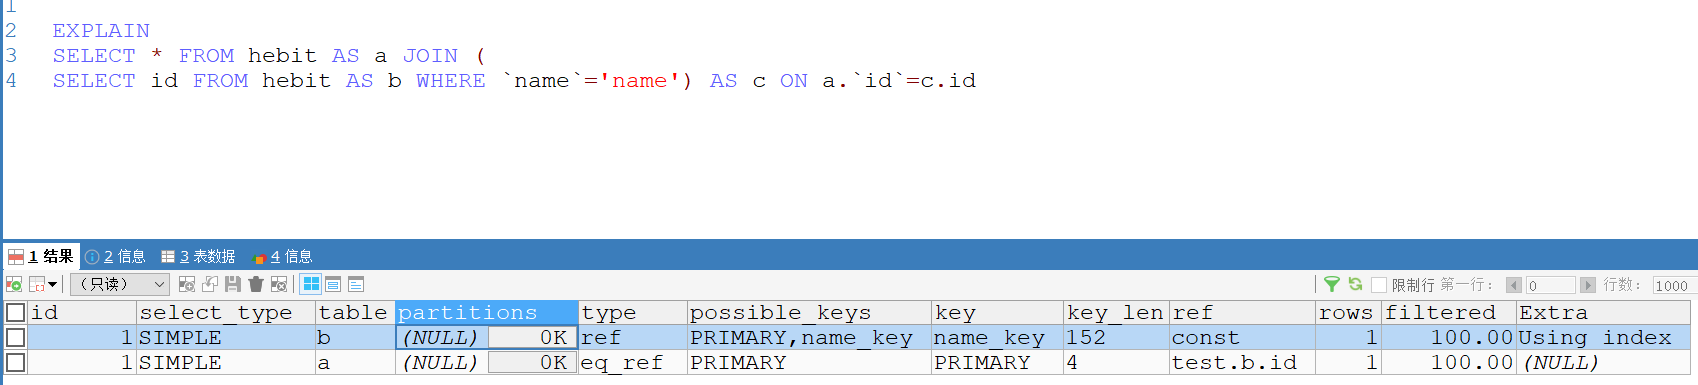 1
2 EXPLAIN
3 SELECT * FROM hebit AS a JOIN (
4 SELECT id FROM hebit AS b WHERE `name`='name') AS c ON a.`id`=c.id
1 结果 2 信息 3 表数据 4 信息
（只读） 限制行 第一行： 0 行数： 1000
id select_type table partitions type possible_keys key key_len ref rows filtered Extra
1 SIMPLE b (NULL) 0K ref PRIMARY,name_key name_key 152 const 1 100.00 Using index
1 SIMPLE a (NULL) 0K eq_ref PRIMARY PRIMARY 4 test.b.id 1 100.00 (NULL)